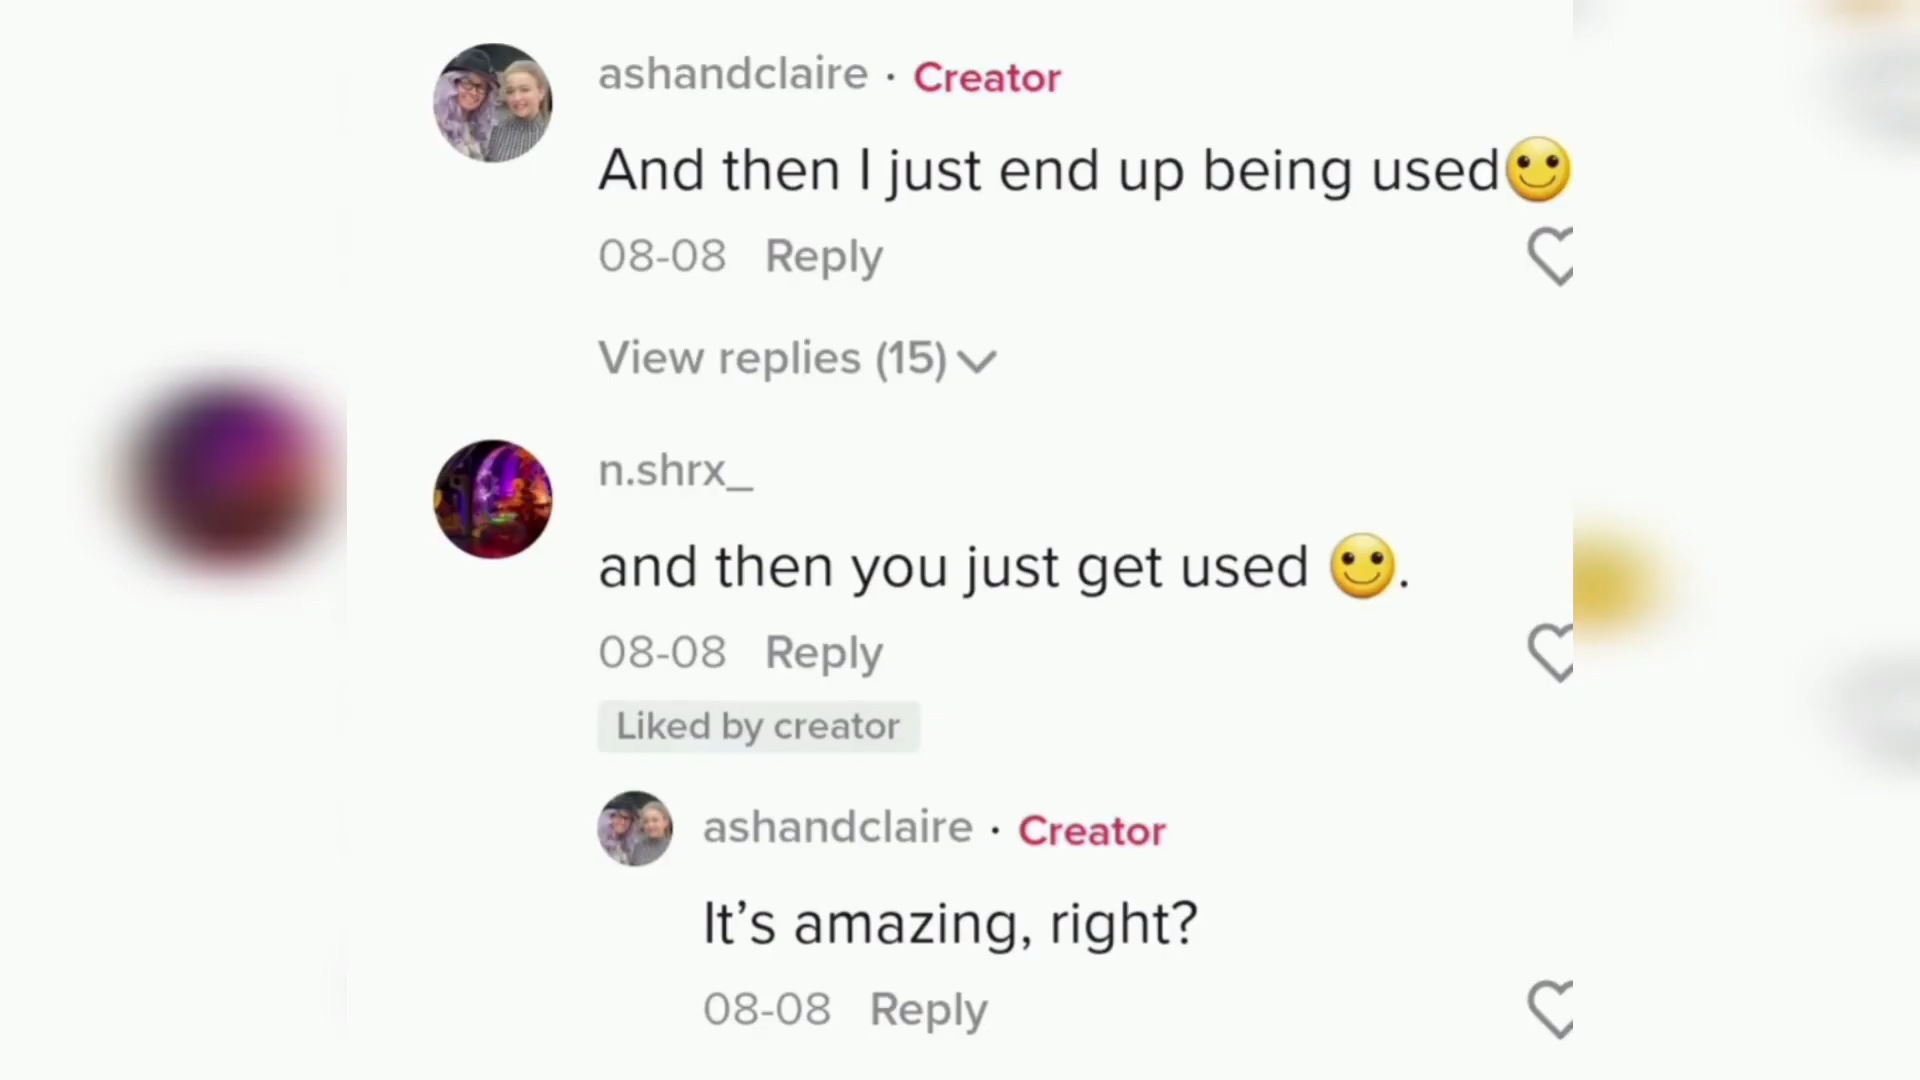 ashandclaire · Creator
And then I just end up being used🙂
08-08 Reply
View replies (15)
n.shrx_
and then you just get used 🙂.
08-08 Reply
Liked by creator
ashandclaire · Creator
It’s amazing, right?
08-08 Reply